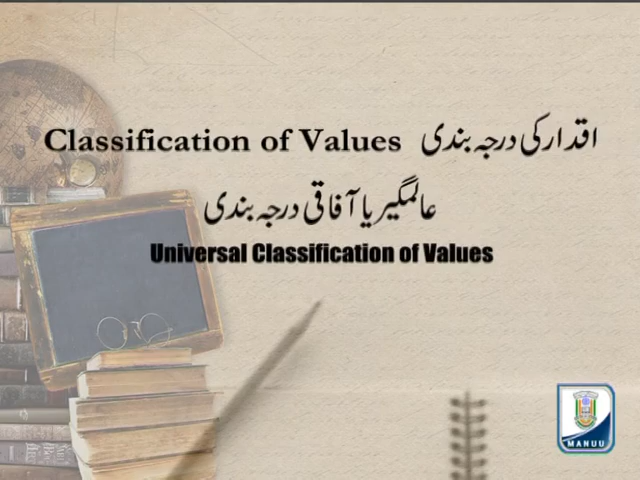 Classification of Values اقدار کی درجہ بندی
عالمگیر یا آفاقی درجہ بندی
Universal Classification of Values
MANUU